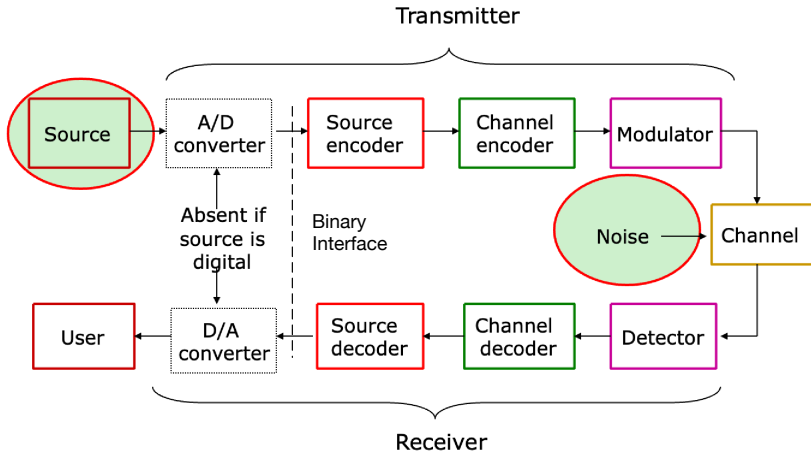 Transmitter
Source
A/D
converter
Source
encoder
Channel
encoder
Modulator
Absent if
source is
digital
Binary
Interface
Noise
Channel
User
D/A
converter
Source
decoder
Channel
decoder
Detector
Receiver